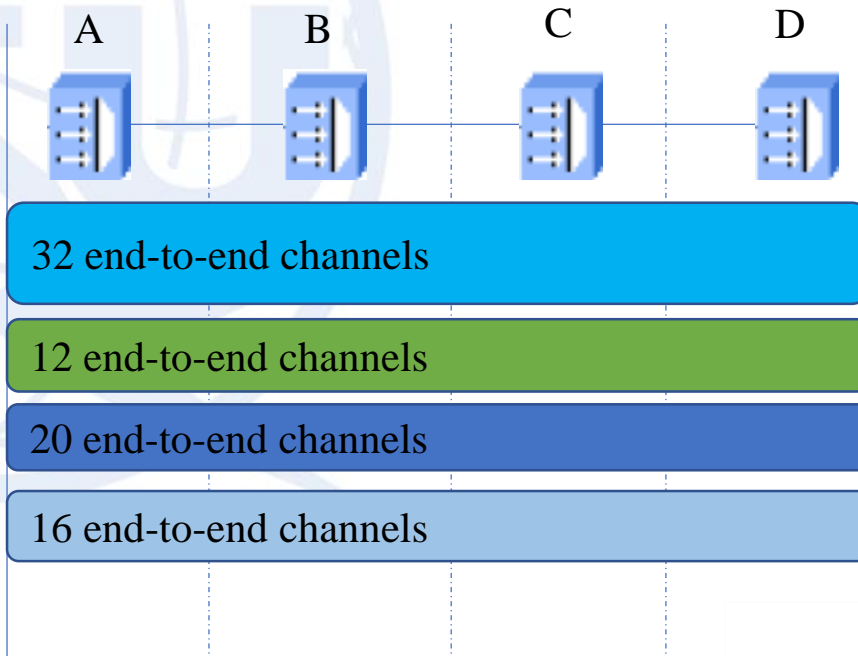 A B C D
32 end-to-end channels
12 end-to-end channels
20 end-to-end channels
16 end-to-end channels